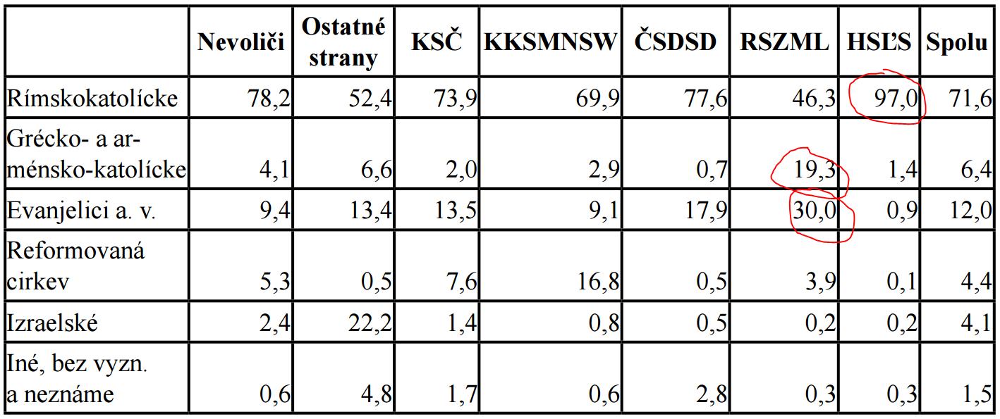 Nevoliči Ostatné strany KSČ KKSMNSW ČSDSD RSZML HSĽS Spolu
Rímskokatolícke 78,2 52,4 73,9 69,9 77,6 46,3 97,0 71,6
Grécko- a ar-
ménsko-katolícke 4,1 6,6 2,0 2,9 0,7 19,3 1,4 6,4
Evanjelici a. v. 9,4 13,4 13,5 9,1 17,9 30,0 0,9 12,0
Reformovaná
cirkev 5,3 0,5 7,6 16,8 0,5 3,9 0,1 4,4
Izraelské 2,4 22,2 1,4 0,8 0,5 0,2 0,2 4,1
Iné, bez vyzn.
a neznáme 0,6 4,8 1,7 0,6 2,8 0,3 0,3 1,5